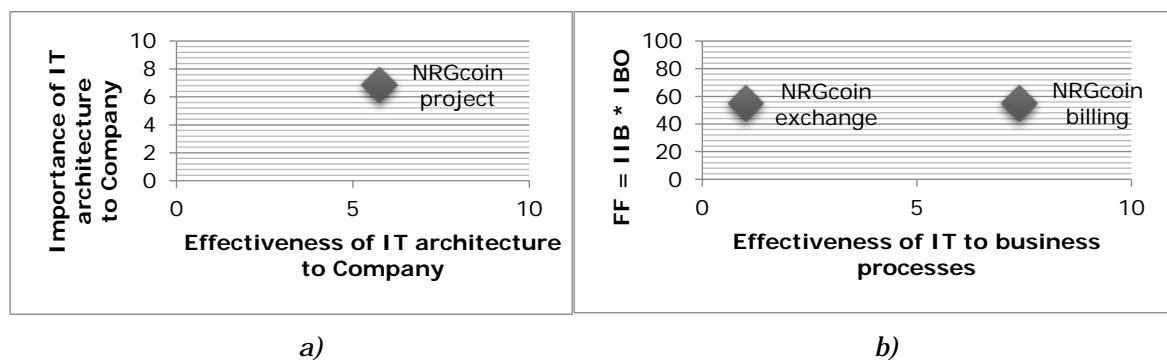 Importance of IT
architecture
to Company
10
8
6
4
2
0
NRGcoin
project
0
5
10
Effectiveness of IT architecture
to Company
a)
FF = IIB * IBO
100
80
60
40
20
0
NRGcoin
exchange
NRGcoin
billing
0
5
10
Effectiveness of IT to business
processes
b)